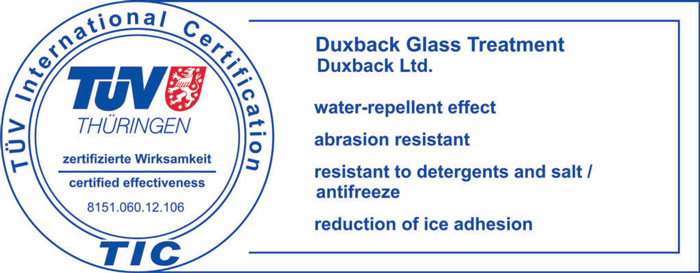 TÜV International Certification
TÜV
THÜRINGEN
zertifizierte Wirksamkeit
certified effectiveness
8151.060.12.106
TIC
Duxback Glass Treatment
Duxback Ltd.
water-repellent effect
abrasion resistant
resistant to detergents and salt /
antifreeze
reduction of ice adhesion